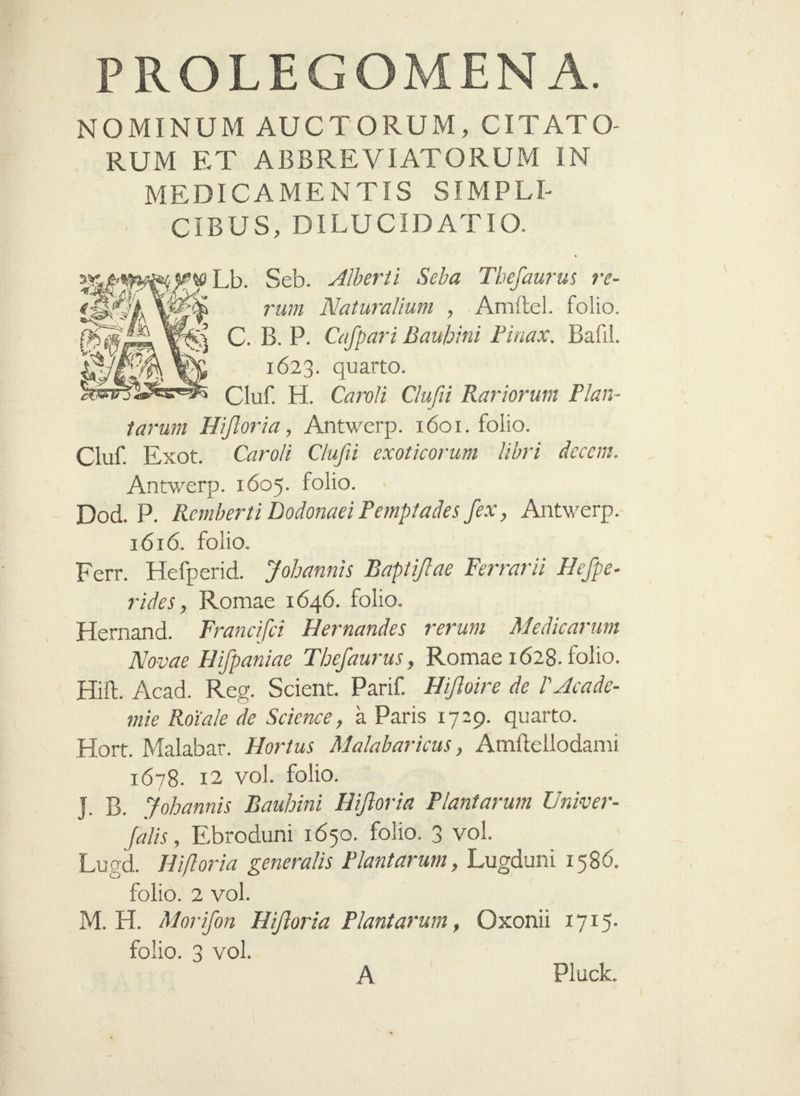 PROLEGOMENA.
NOMINUM AUCTORUM, CITATO-
RUM ET ABBREVIATORUM IN
MEDICAMENTIS SIMPLI-
CIBUS, DILUCIDATIO.
ALb. Seb. Alberti Seba Theſaurus re-
rum Naturalium , Amſtel. folio.
C. B. P. Caſpari Bauhini Pinax. Baſil.
1623. quarto.
Cluſ. H. Caroli Cluſii Rariorum Plan-
tarum Hiſtoria, Antwerp. 1601. folio.
Cluſ. Exot. Caroli Cluſii exoticorum libri decem.
Antwerp. 1605. folio.
Dod. P. Remberti Dodonaei Pemptades ſex, Antwerp.
1616. folio.
Ferr. Heſperid. Johannis Baptiſtae Ferrarii Heſpe-
rides, Romae 1646. folio.
Hernand. Franciſci Hernandes rerum Medicarum
Novae Hiſpaniae Theſaurus, Romae 1628. folio.
Hiſt. Acad. Reg. Scient. Pariſ. Hiſtoire de l'Acade-
mie Roïale de Science, à Paris 1729. quarto.
Hort. Malabar. Hortus Malabaricus, Amſtellodami
1678. 12 vol. folio.
J. B. Johannis Bauhini Hiſtoria Plantarum Univer-
ſalis, Ebroduni 1650. folio. 3 vol.
Lugd. Hiſtoria generalis Plantarum, Lugduni 1586.
folio. 2 vol.
M. H. Moriſon Hiſtoria Plantarum, Oxonii 1715.
folio. 3 vol.
A Pluck.